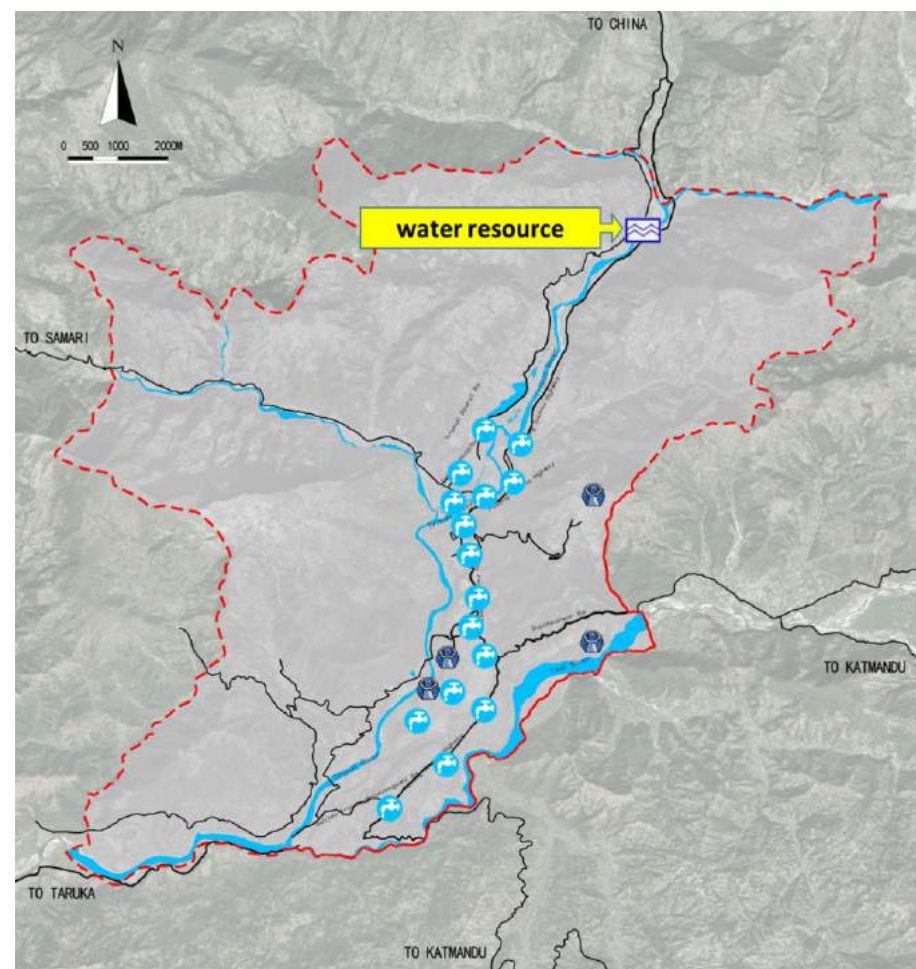 TO CHINA
N
0 500 1000 2000M
water resource
TO SAMARI
TO KATMANDU
TO TARUKA
TO KATMANDU